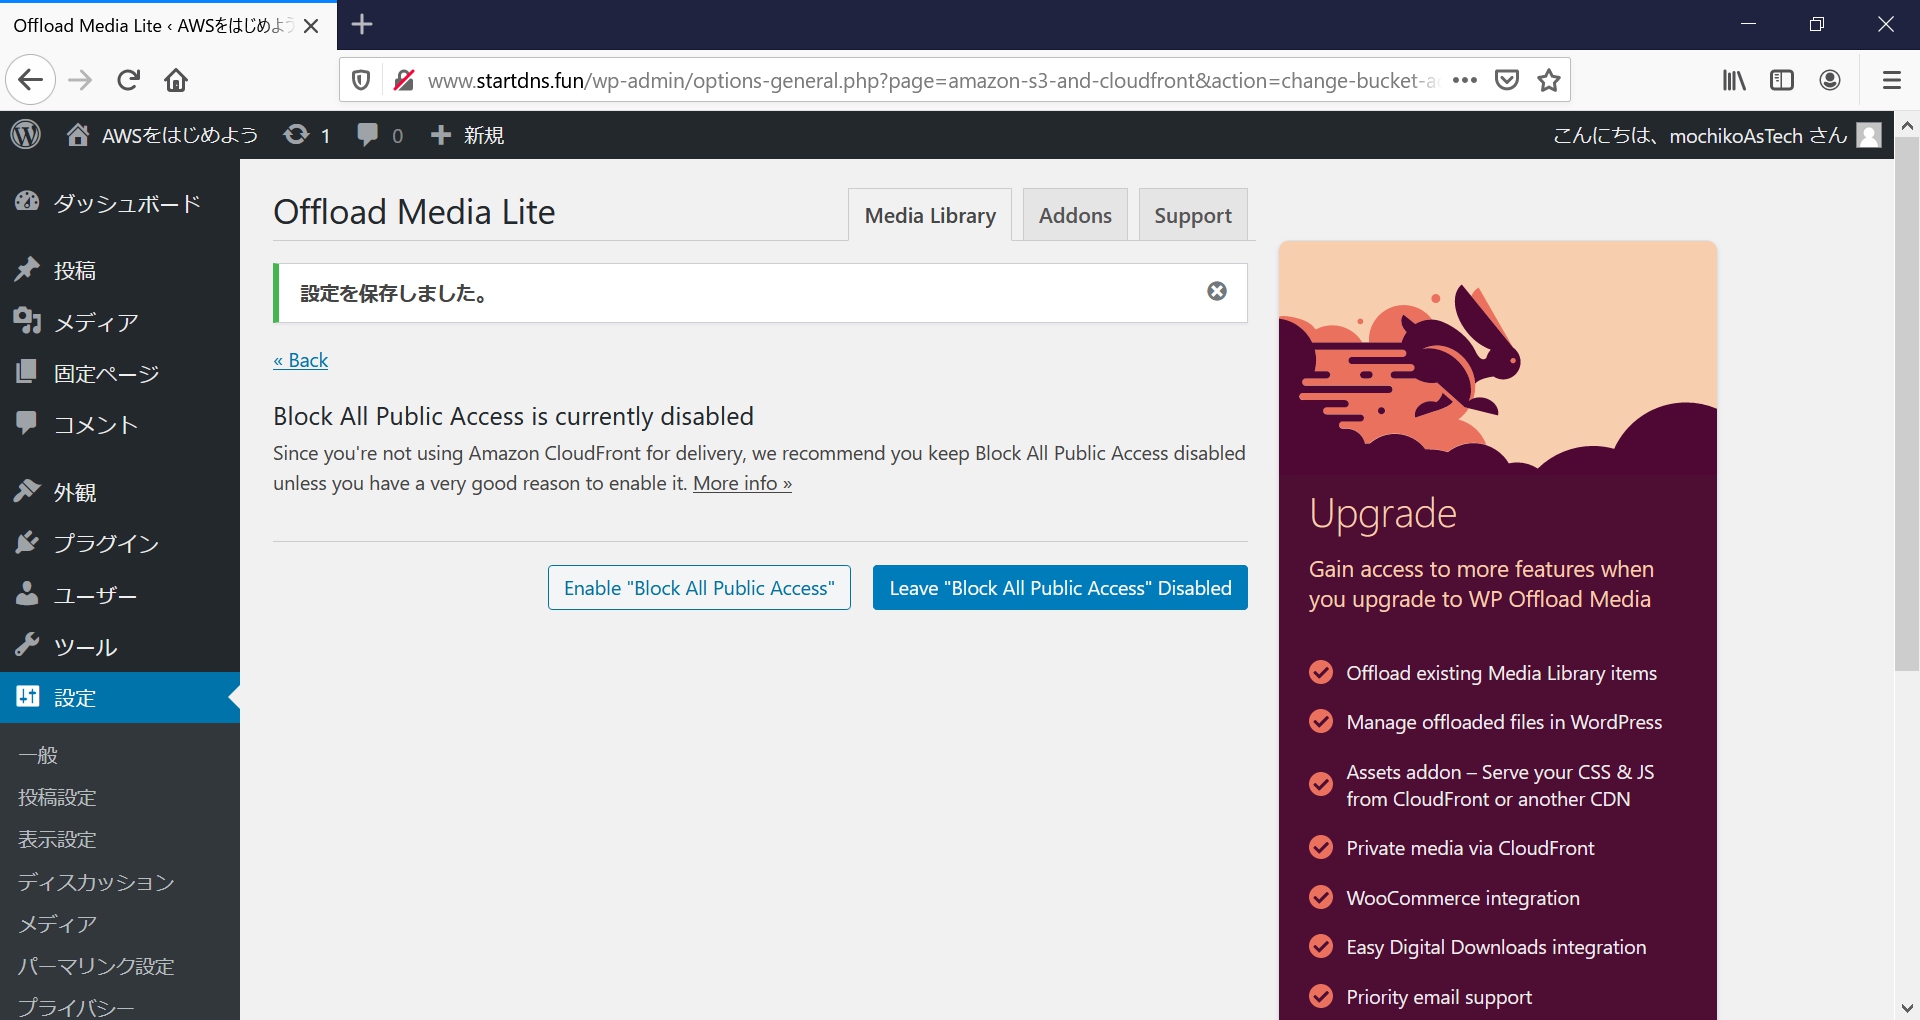 Offload Media Lite ‹ AWSをはじめよう
www.startdns.fun/wp-admin/options-general.php?page=amazon-s3-and-cloudfront&action=change-bucket-ac
AWSをはじめよう 1 0 新規
こんにちは、mochikoAsTech さん
ダッシュボード
投稿
メディア
固定ページ
コメント
外観
プラグイン
ユーザー
ツール
設定
一般
投稿設定
表示設定
ディスカッション
メディア
パーマリンク設定
プライバシー
Offload Media Lite
Media Library
Addons
Support
設定を保存しました。
« Back
Block All Public Access is currently disabled
Since you're not using Amazon CloudFront for delivery, we recommend you keep Block All Public Access disabled
unless you have a very good reason to enable it. More info »
Enable "Block All Public Access"
Leave "Block All Public Access" Disabled
Upgrade
Gain access to more features when
you upgrade to WP Offload Media
Offload existing Media Library items
Manage offloaded files in WordPress
Assets addon – Serve your CSS & JS
from CloudFront or another CDN
Private media via CloudFront
WooCommerce integration
Easy Digital Downloads integration
Priority email support